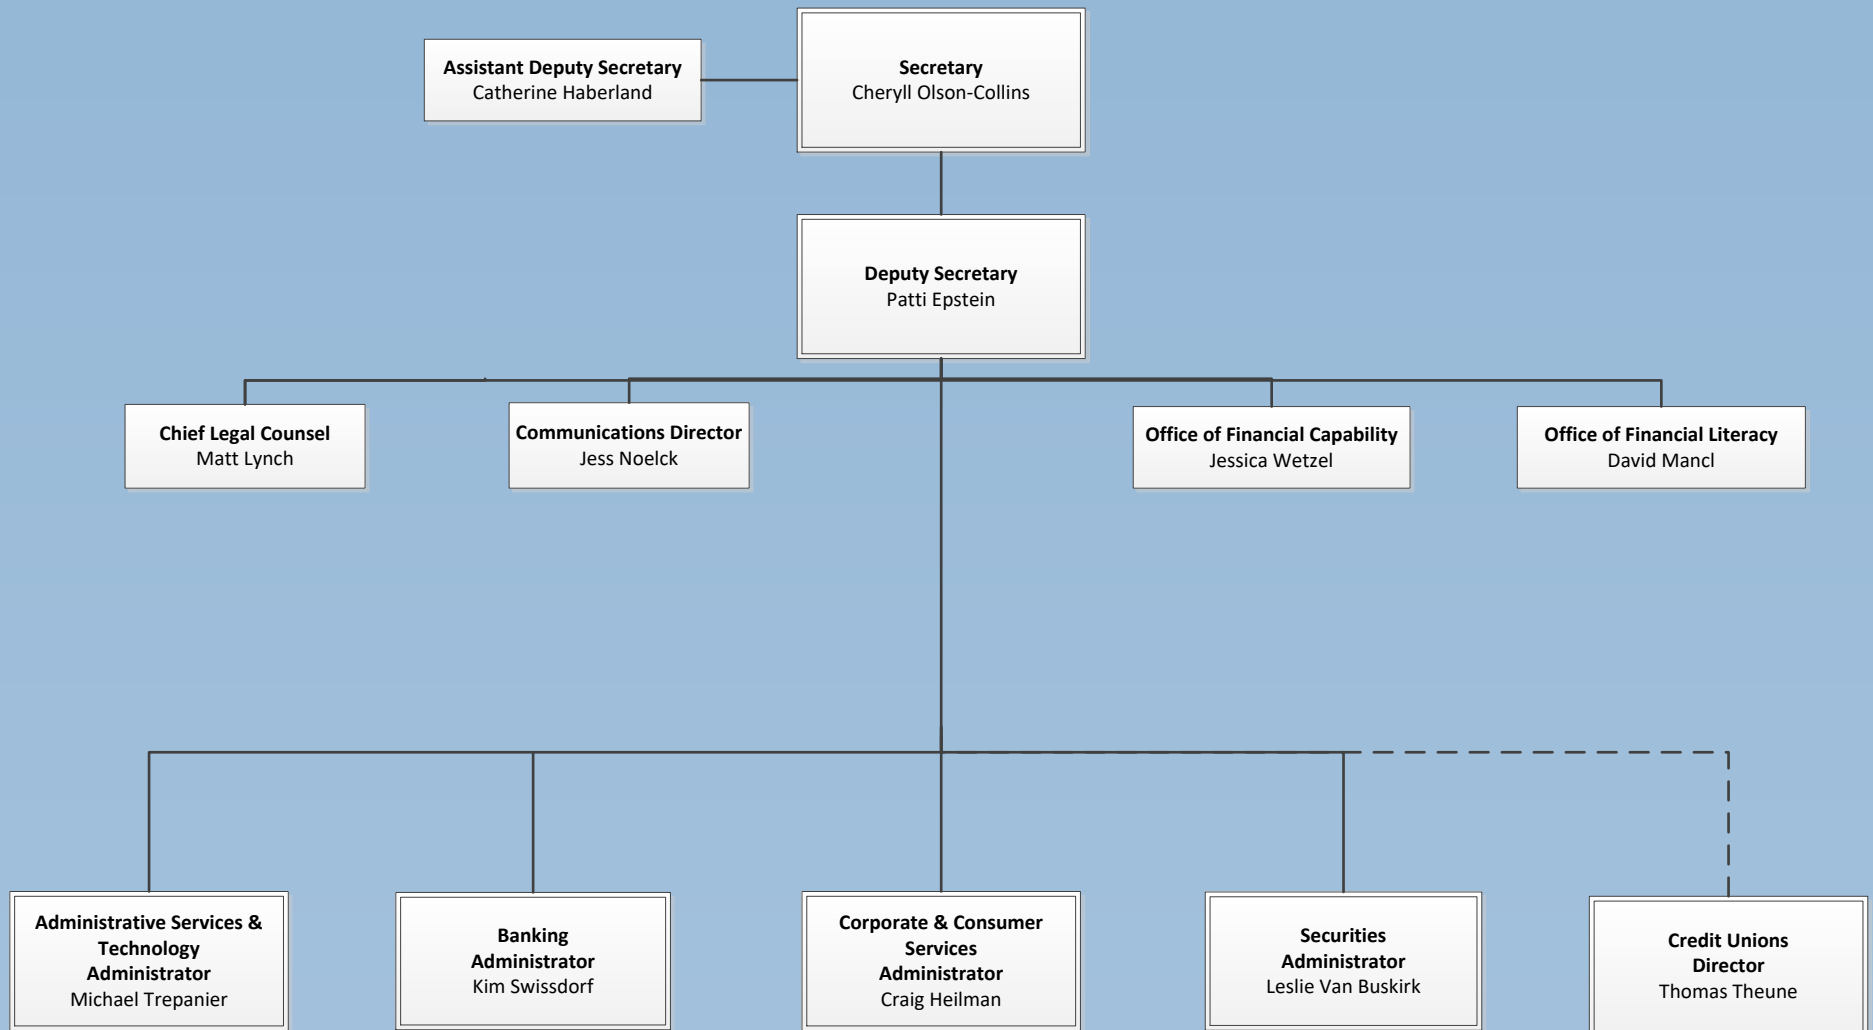 Assistant Deputy Secretary
Catherine Haberland
Secretary
Cheryll Olson-Collins
Deputy Secretary
Patti Epstein
Chief Legal Counsel
Matt Lynch
Communications Director
Jess Noelck
Office of Financial Capability
Jessica Wetzel
Office of Financial Literacy
David Mancl
Administrative Services &
Technology
Administrator
Michael Trepanier
Banking
Administrator
Kim Swissdorf
Corporate & Consumer
Services
Administrator
Craig Heilman
Securities
Administrator
Leslie Van Buskirk
Credit Unions
Director
Thomas Theune